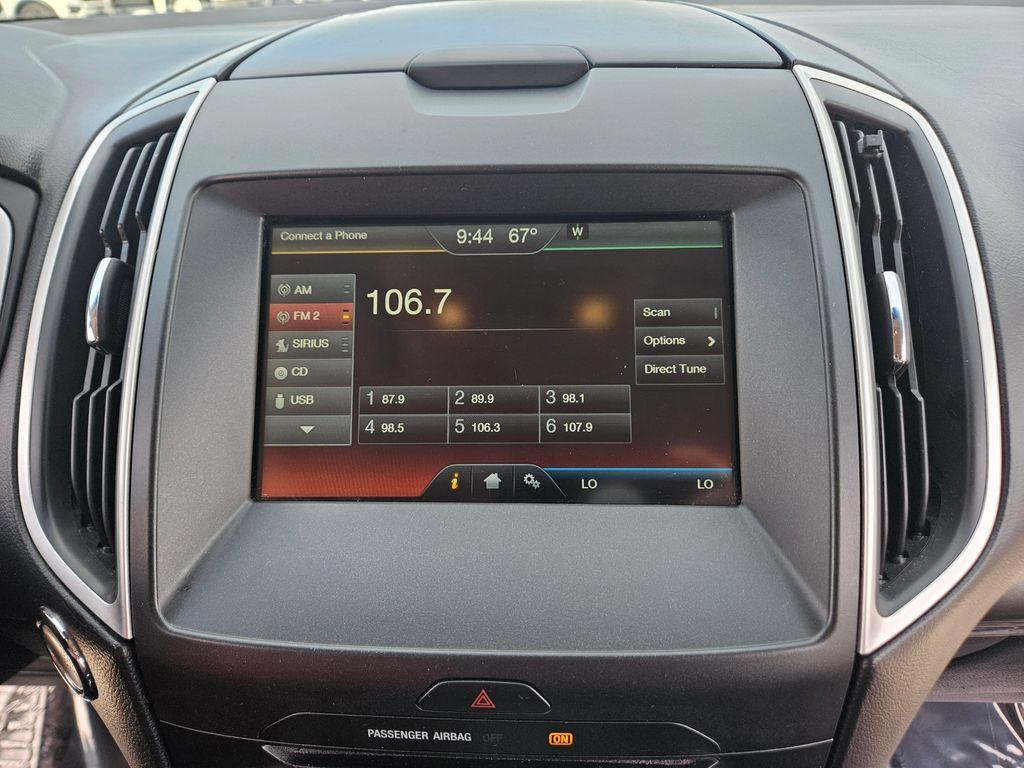 Connect a Phone 9:44 67° W
AM
FM 2
SIRIUS
CD
USB
106.7
Scan
Options
Direct Tune
1 87.9 2 89.9 3 98.1
4 98.5 5 106.3 6 107.9
i LO LO
PASSENGER AIRBAG OFF ON